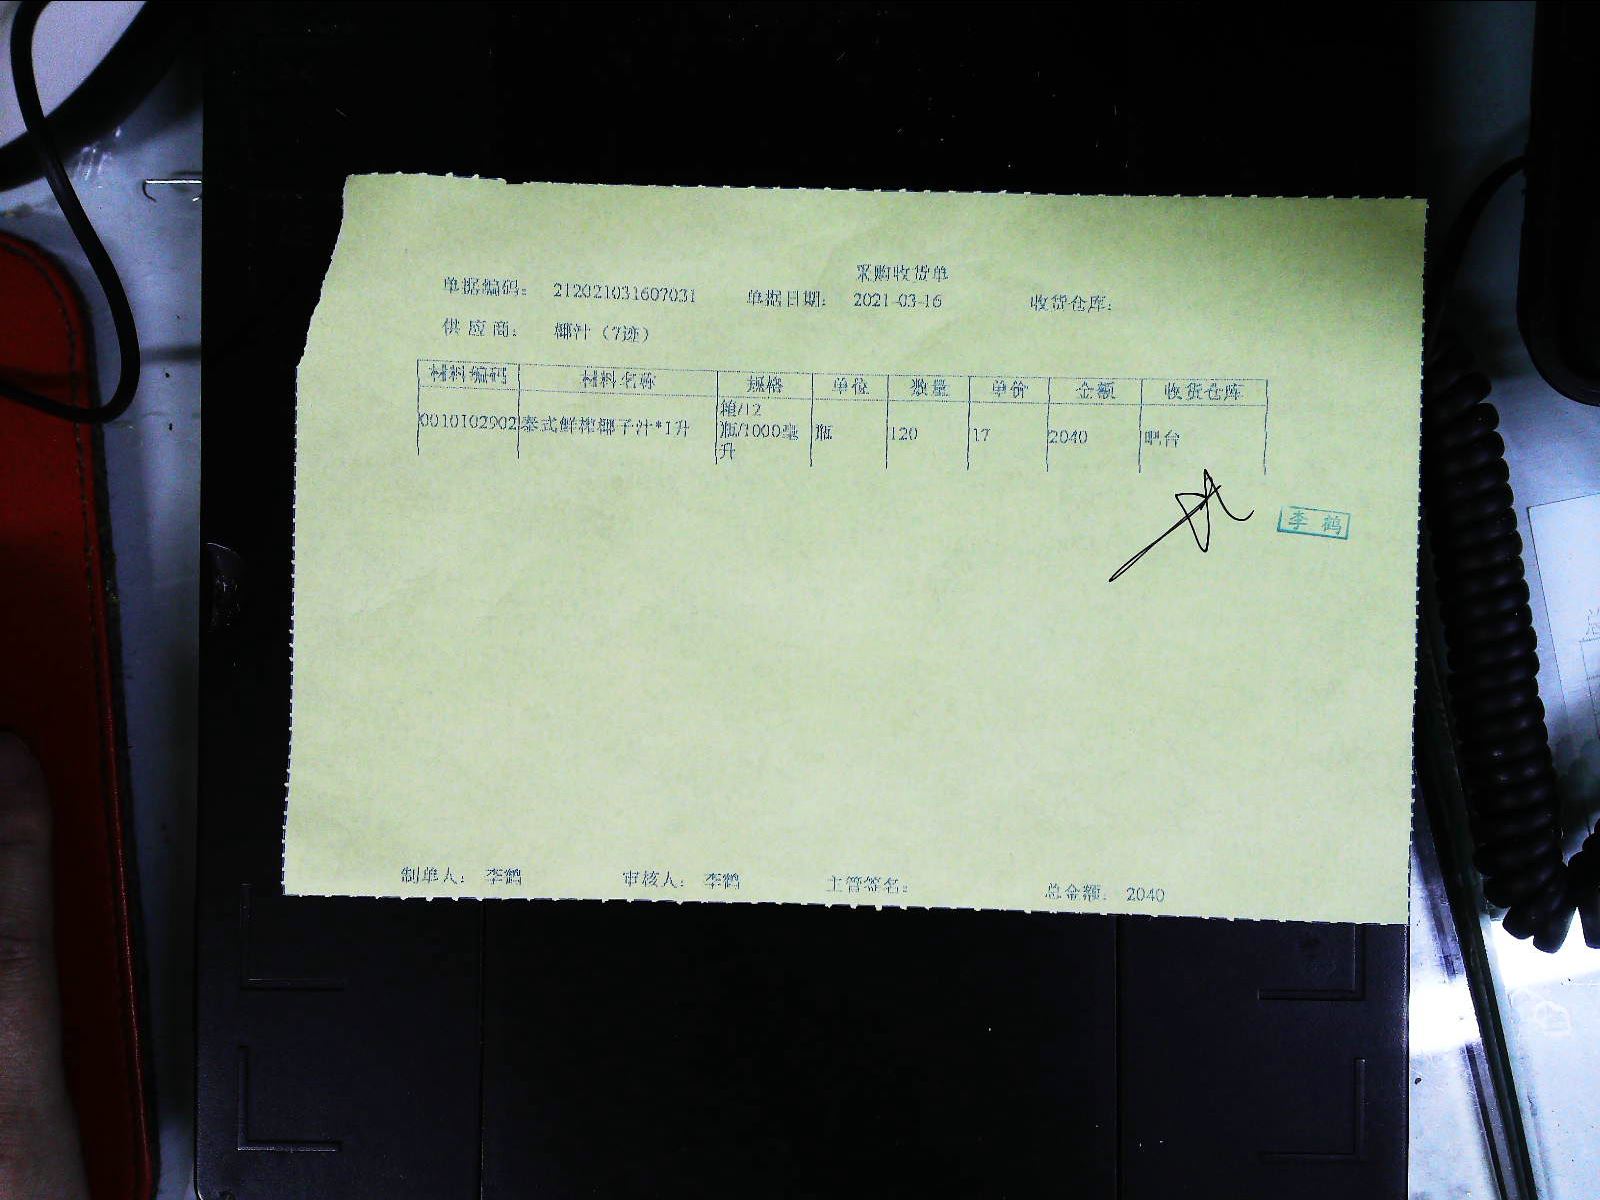 采购收货单
单据编码： 212021031607031 单据日期： 2021-03-16 收货仓库：
供应商： 椰汁（7迹）
材料编码 材料名称 规格 单位 数量 单价 金额 收货仓库
0010102902 泰式鲜榨椰子汁*1升 箱/12瓶/1000毫升 瓶 120 17 2040 吧台
李鹤
制单人： 李鹤 审核人： 李鹤 主管签名： 总金额： 2040